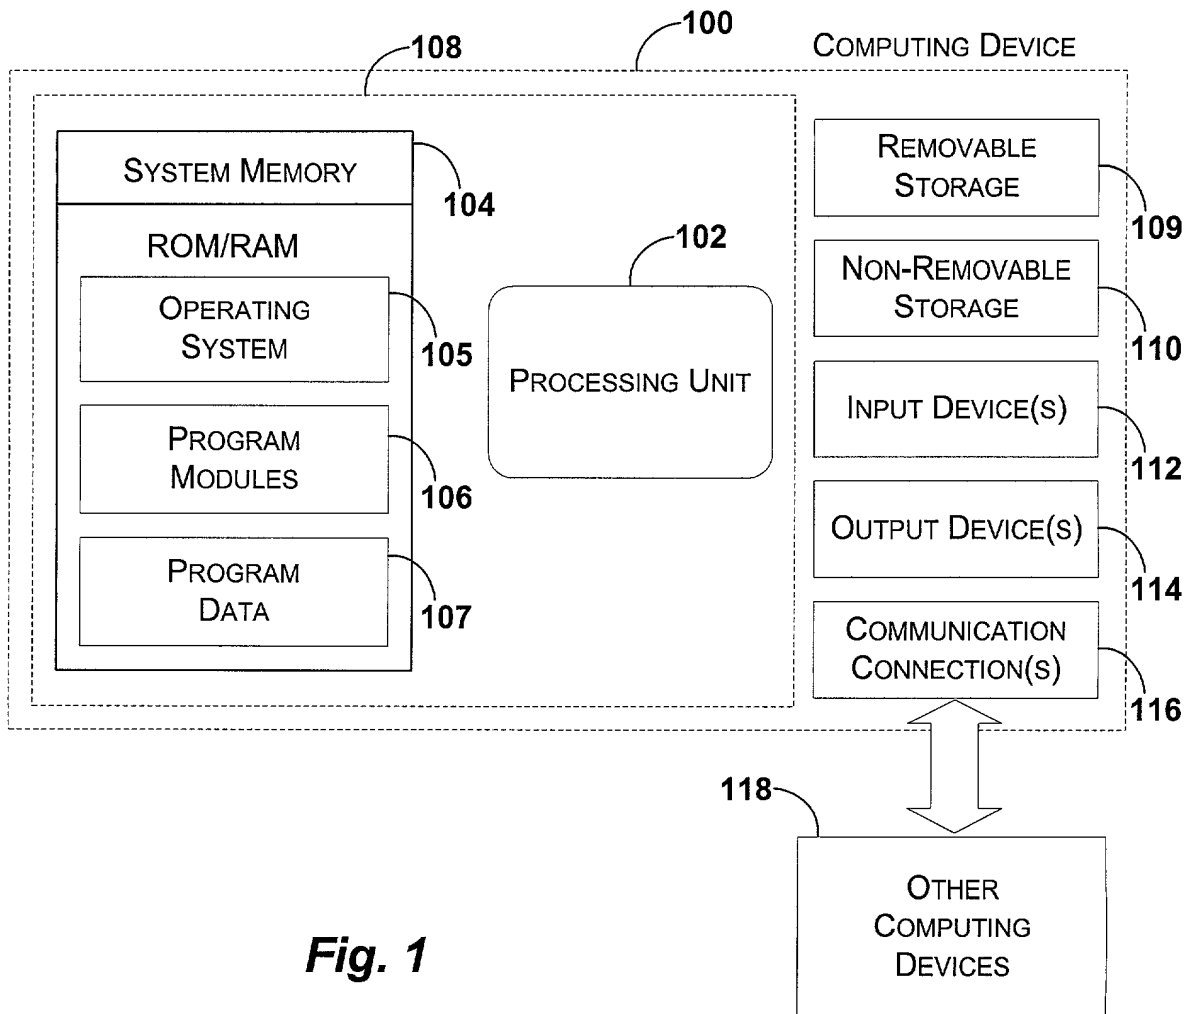 100
COMPUTING DEVICE
108
SYSTEM MEMORY
104
ROM/RAM
OPERATING
SYSTEM
105
PROGRAM
MODULES
106
PROGRAM
DATA
107
102
PROCESSING UNIT
REMOVABLE
STORAGE
109
NON-REMOVABLE
STORAGE
110
INPUT DEVICE(S)
112
OUTPUT DEVICE(S)
114
COMMUNICATION
CONNECTION(S)
116
118
OTHER
COMPUTING
DEVICES
Fig. 1